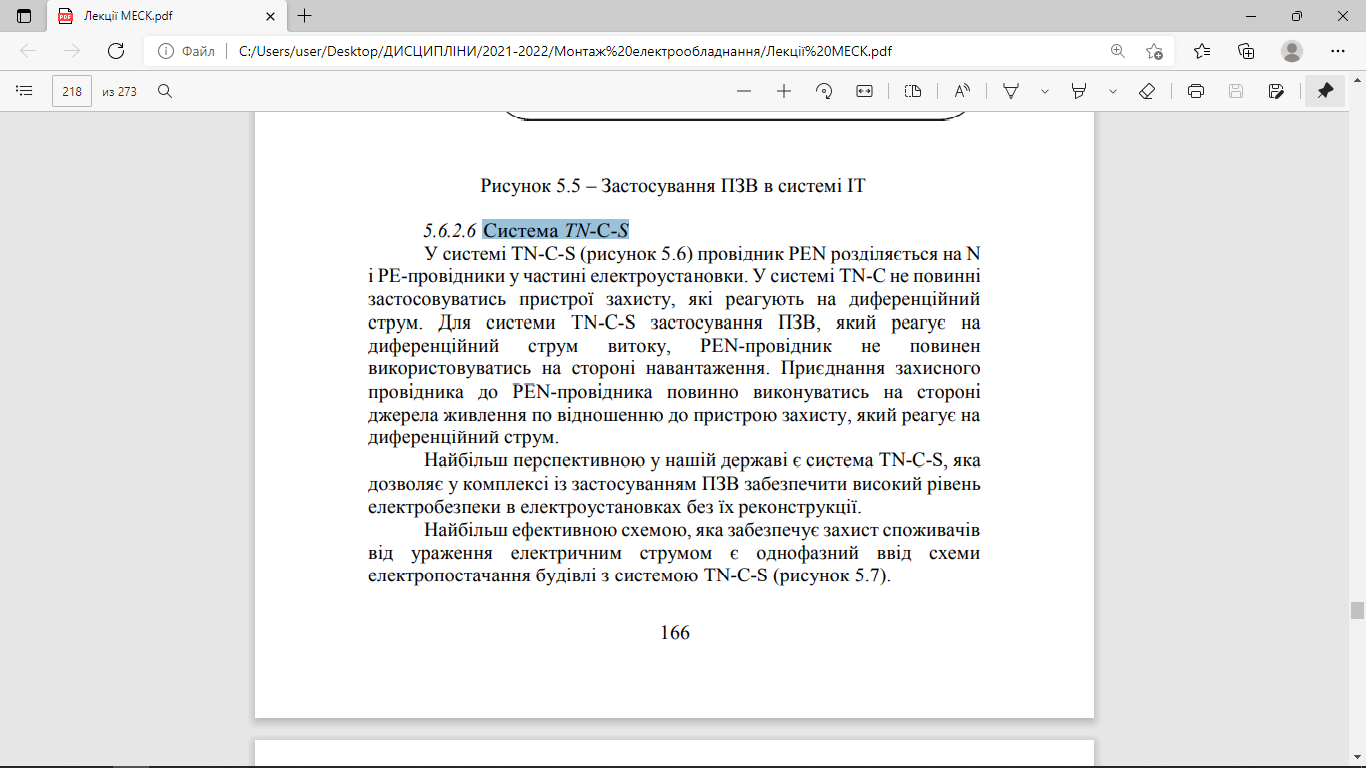 Лекції МЕСК.pdf
Файл
C:/Users/user/Desktop/ДИСЦИПЛІНИ/2021-2022/Монтаж%20електрообладнання/Лекції%20МЕСК.pdf
218 из 273
Рисунок 5.5 – Застосування ПЗВ в системі ІТ
5.6.2.6 Система TN-C-S
У системі TN-C-S (рисунок 5.6) провідник PEN розділяється на N
і PE-провідники у частині електроустановки. У системі TN-C не повинні
застосовуватись пристрої захисту, які реагують на диференційний
струм. Для системи TN-C-S застосування ПЗВ, який реагує на
диференційний струм витоку, PEN-провідник не повинен
використовуватись на стороні навантаження. Приєднання захисного
провідника до PEN-провідника повинно виконуватись на стороні
джерела живлення по відношенню до пристрою захисту, який реагує на
диференційний струм.
Найбільш перспективною у нашій державі є система TN-C-S, яка
дозволяє у комплексі із застосуванням ПЗВ забезпечити високий рівень
електробезпеки в електроустановках без їх реконструкції.
Найбільш ефективною схемою, яка забезпечує захист споживачів
від ураження електричним струмом є однофазний ввід схеми
електропостачання будівлі з системою TN-C-S (рисунок 5.7).
166